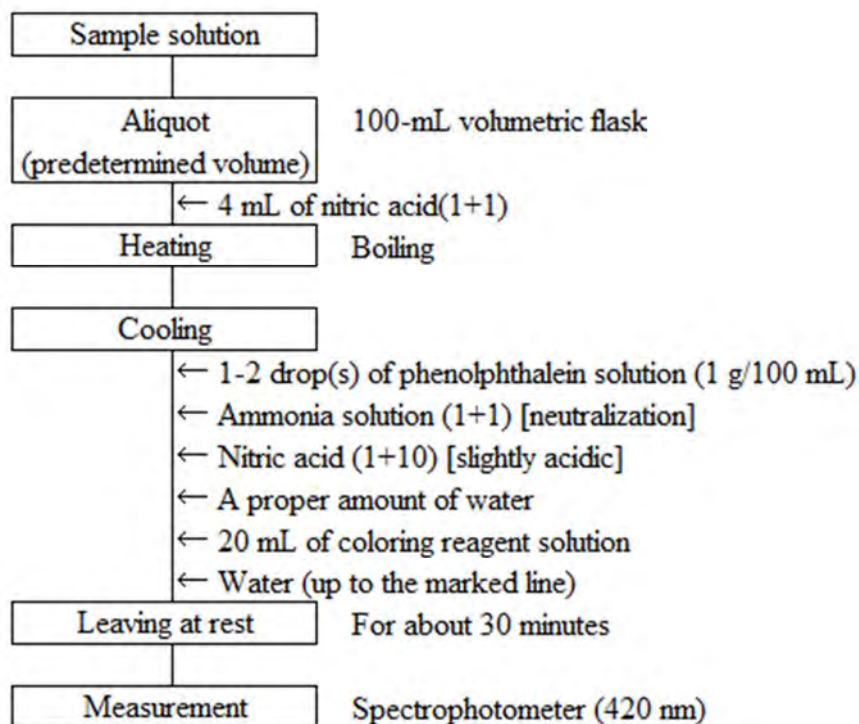 Sample solution
Aliquot 100-mL volumetric flask
(predetermined volume)
← 4 mL of nitric acid(1+1)
Heating Boiling
Cooling
← 1-2 drop(s) of phenolphthalein solution (1 g/100 mL)
← Ammonia solution (1+1) [neutralization]
← Nitric acid (1+10) [slightly acidic]
← A proper amount of water
← 20 mL of coloring reagent solution
← Water (up to the marked line)
Leaving at rest For about 30 minutes
Measurement Spectrophotometer (420 nm)